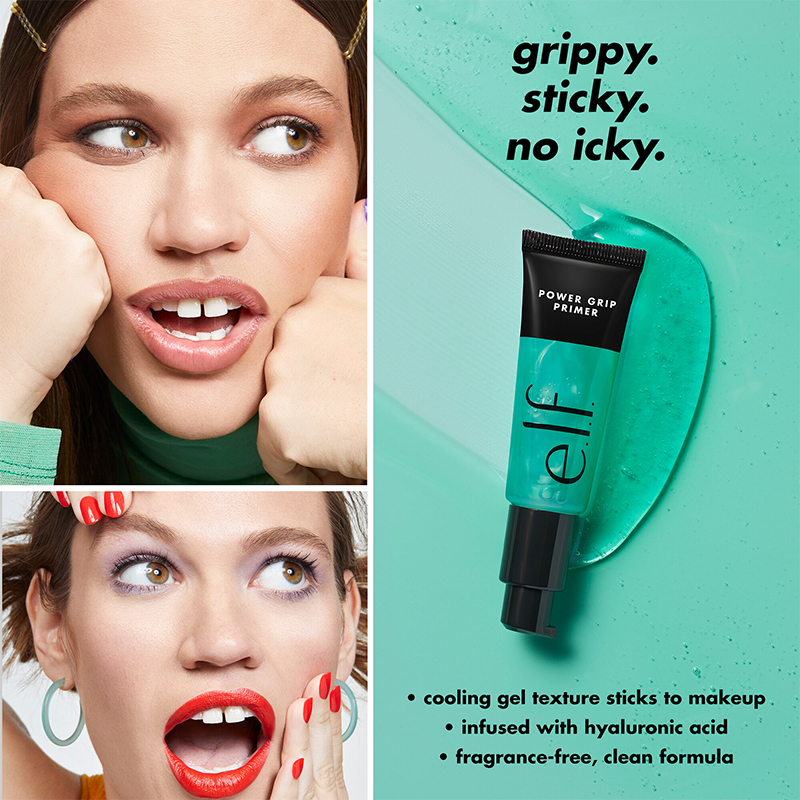 grippy.
sticky.
no icky.
POWER GRIP
PRIMER
e.l.f.
• cooling gel texture sticks to makeup
• infused with hyaluronic acid
• fragrance-free, clean formula